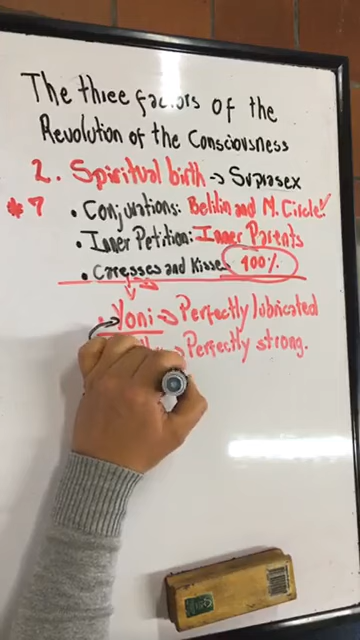 The three factors of the
Revolution of the Consciousness
2. Spiritual birth → Suprasex
*7 • Conjurations: Belilin and M. Circle! ✓
• Inner Petition: Inner Parents
• Caresses and Kisses 100%
• Yoni → Perfectly lubricated
→ Perfectly strong.